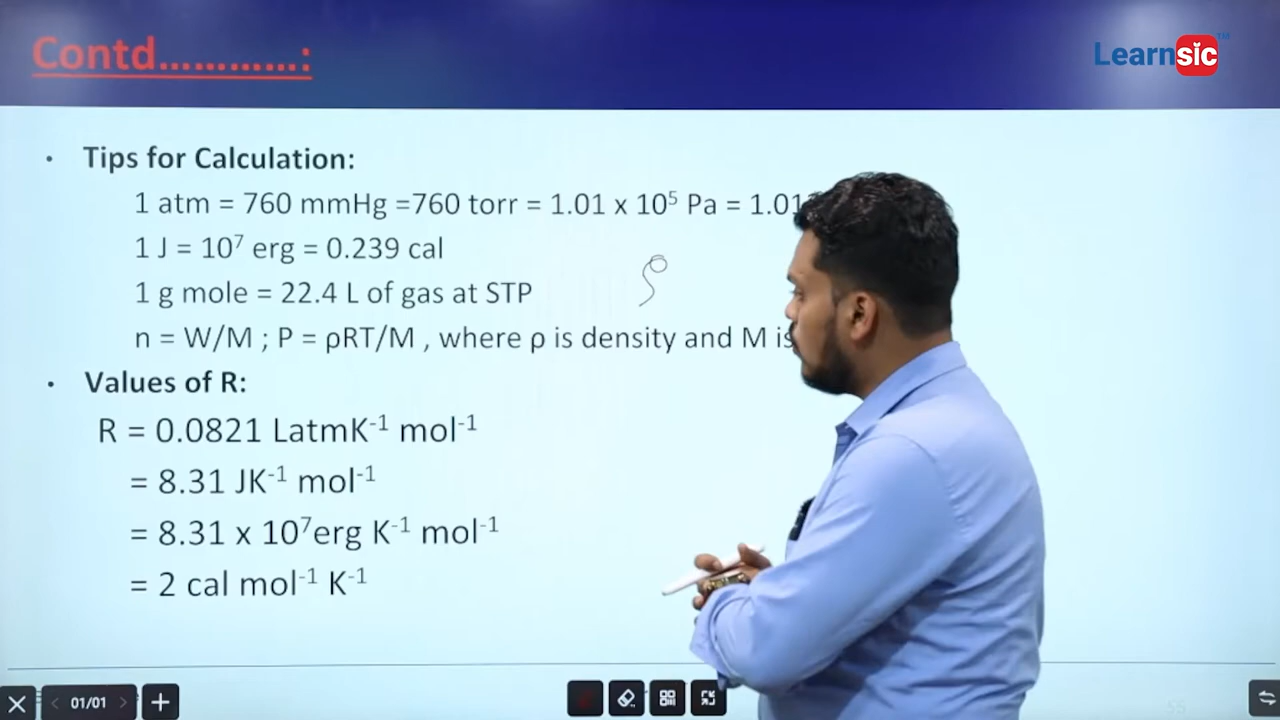 Contd............:
Learnsic™
• Tips for Calculation:
1 atm = 760 mmHg =760 torr = 1.01 x 10⁵ Pa = 1.01
1 J = 10⁷ erg = 0.239 cal
1 g mole = 22.4 L of gas at STP
n = W/M ; P = ρRT/M , where ρ is density and M is
ρ
• Values of R:
R = 0.0821 LatmK⁻¹ mol⁻¹
= 8.31 JK⁻¹ mol⁻¹
= 8.31 x 10⁷erg K⁻¹ mol⁻¹
= 2 cal mol⁻¹ K⁻¹
01/01